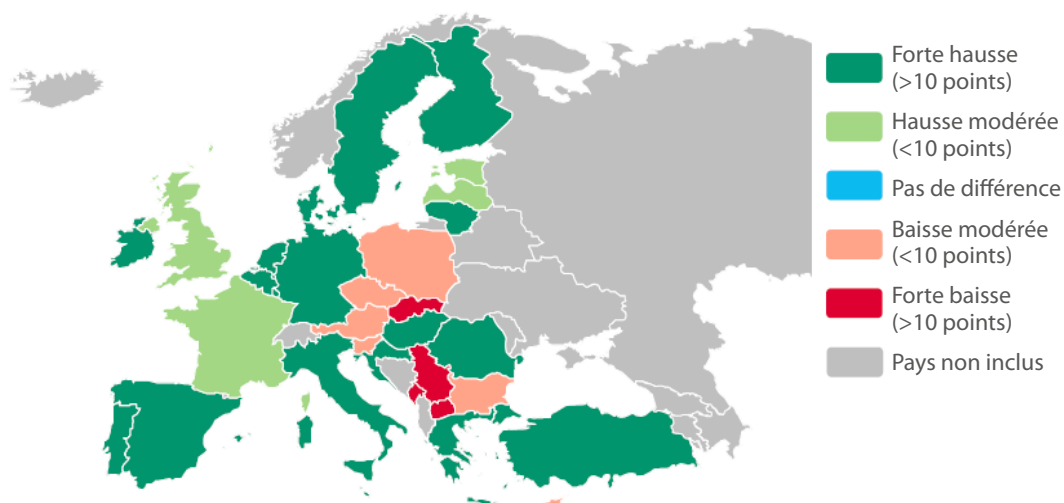 Forte hausse
(>10 points)
Hausse modérée
(<10 points)
Pas de différence
Baisse modérée
(<10 points)
Forte baisse
(>10 points)
Pays non inclus